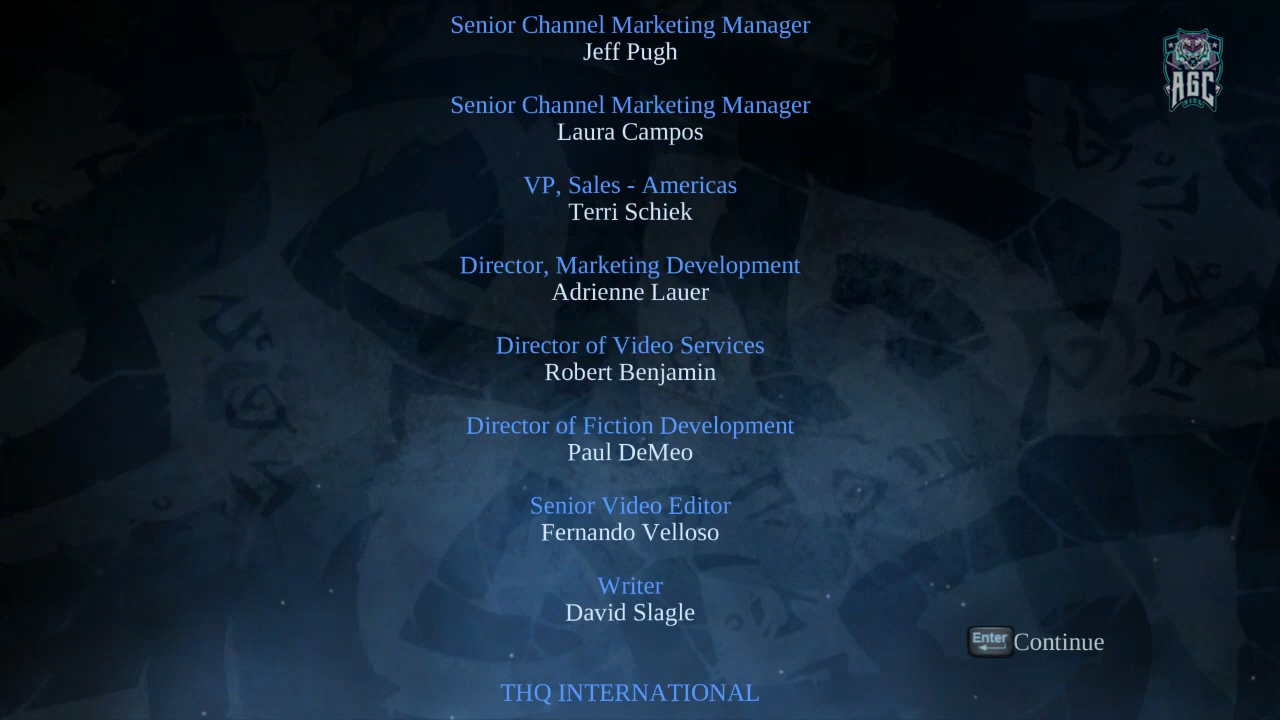 Senior Channel Marketing Manager
Jeff Pugh
Senior Channel Marketing Manager
Laura Campos
VP, Sales - Americas
Terri Schiek
Director, Marketing Development
Adrienne Lauer
Director of Video Services
Robert Benjamin
Director of Fiction Development
Paul DeMeo
Senior Video Editor
Fernando Velloso
Writer
David Slagle
THQ INTERNATIONAL
AGC
Enter
Continue